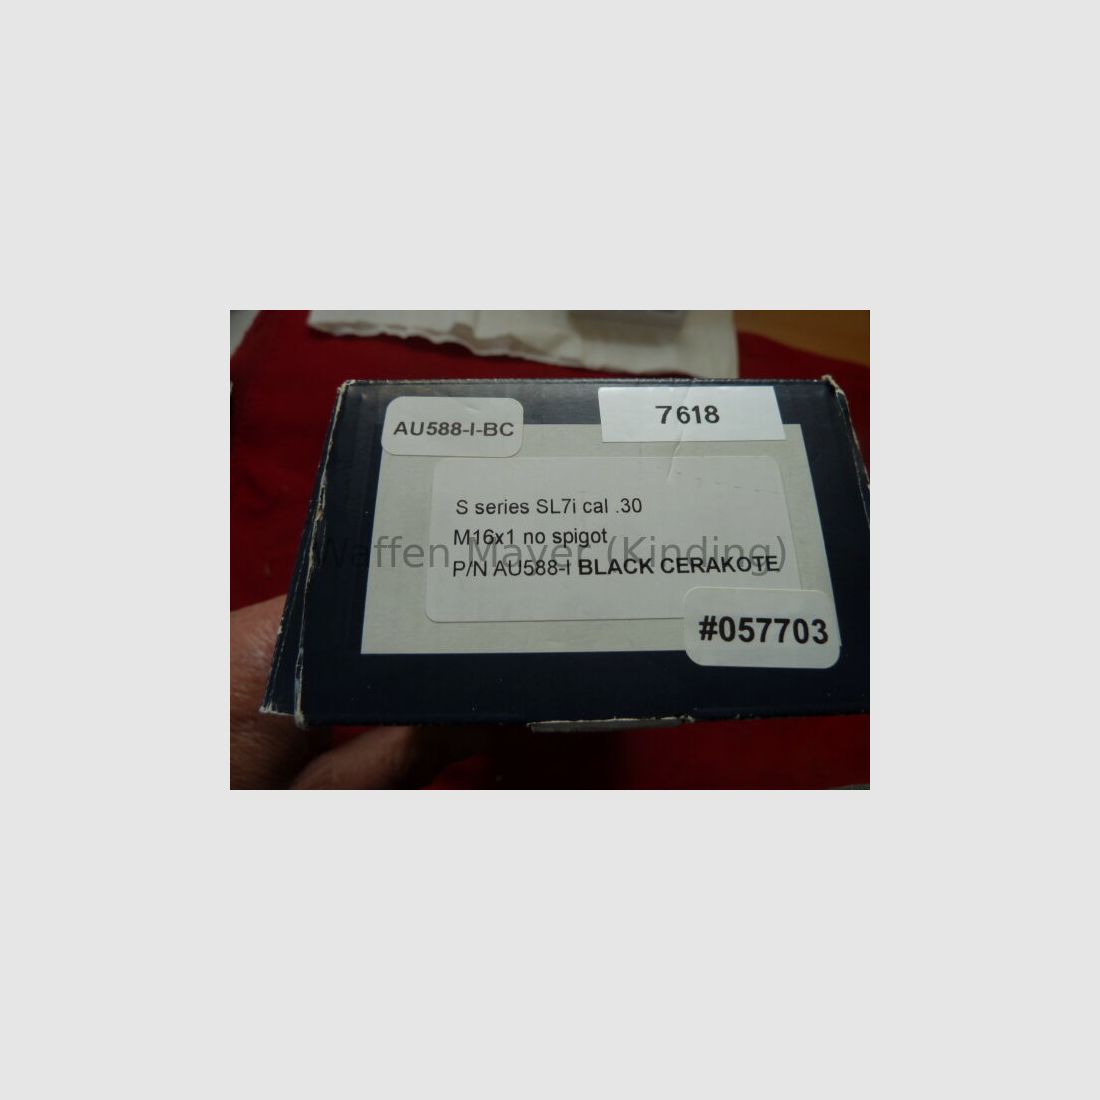 AU588-I-BC
7618
S series SL7i cal .30
M16x1 no spigot
Waffen Mayer (Kinding)
P/N AU588-I BLACK CERAKOTE
#057703